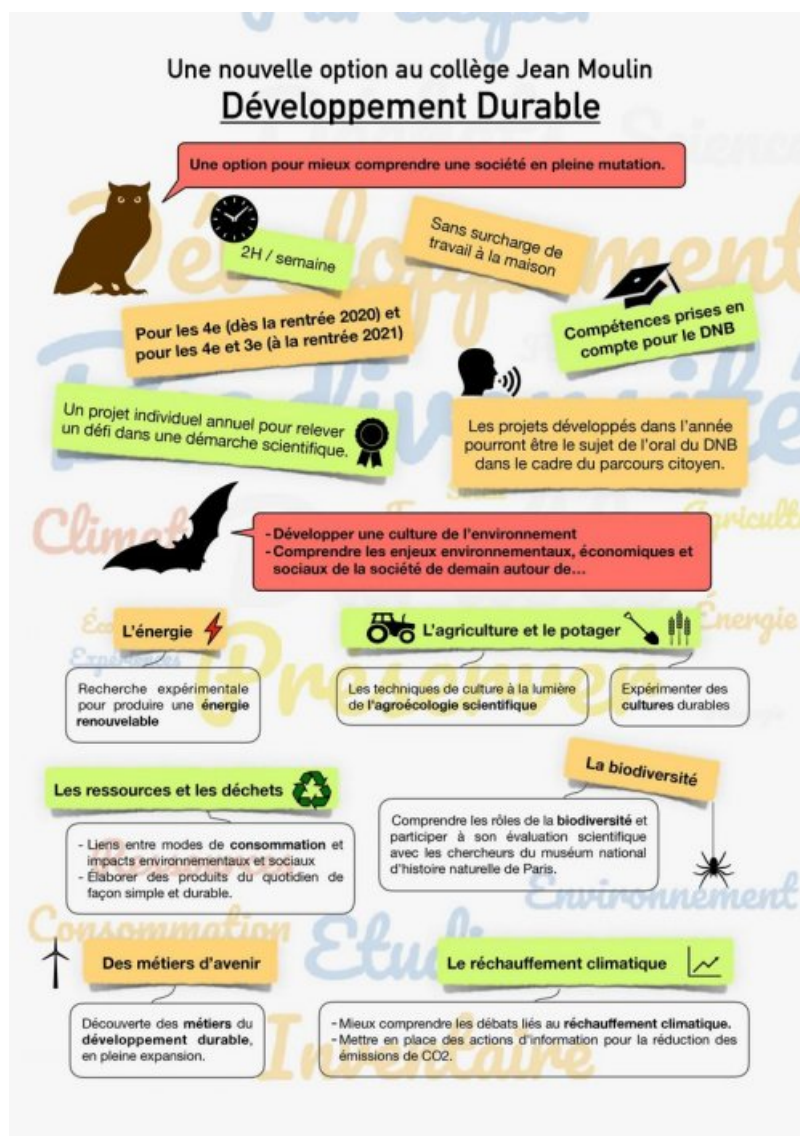 Participer
Une nouvelle option au collège Jean Moulin
Développement Durable
Science
Une option pour mieux comprendre une société en pleine mutation.
Développement
2H / semaine
Sans surcharge de
travail à la maison
Pour les 4e (dès la rentrée 2020) et
pour les 4e et 3e (à la rentrée 2021)
Compétences prises en
compte pour le DNB
Biodiversité
Un projet individuel annuel pour relever
un défi dans une démarche scientifique.
Les projets développés dans l'année
pourront être le sujet de l'oral du DNB
dans le cadre du parcours citoyen.
Climat
- Développer une culture de l'environnement
- Comprendre les enjeux environnementaux, économiques et
sociaux de la société de demain autour de...
Énergie
L'énergie
L'agriculture et le potager
Expériences
Préserver
Recherche expérimentale
pour produire une énergie
renouvelable
Les techniques de culture à la lumière
de l'agroécologie scientifique
Expérimenter des
cultures durables
Les ressources et les déchets
La biodiversité
- Liens entre modes de consommation et
impacts environnementaux et sociaux
- Élaborer des produits du quotidien de
façon simple et durable.
Comprendre les rôles de la biodiversité et
participer à son évaluation scientifique
avec les chercheurs du muséum national
d'histoire naturelle de Paris.
Environnement
Consommation
Des métiers d'avenir
Le réchauffement climatique
Découverte des métiers du
développement durable,
en pleine expansion.
- Mieux comprendre les débats liés au réchauffement climatique.
- Mettre en place des actions d'information pour la réduction des
émissions de CO2.
Inventaire